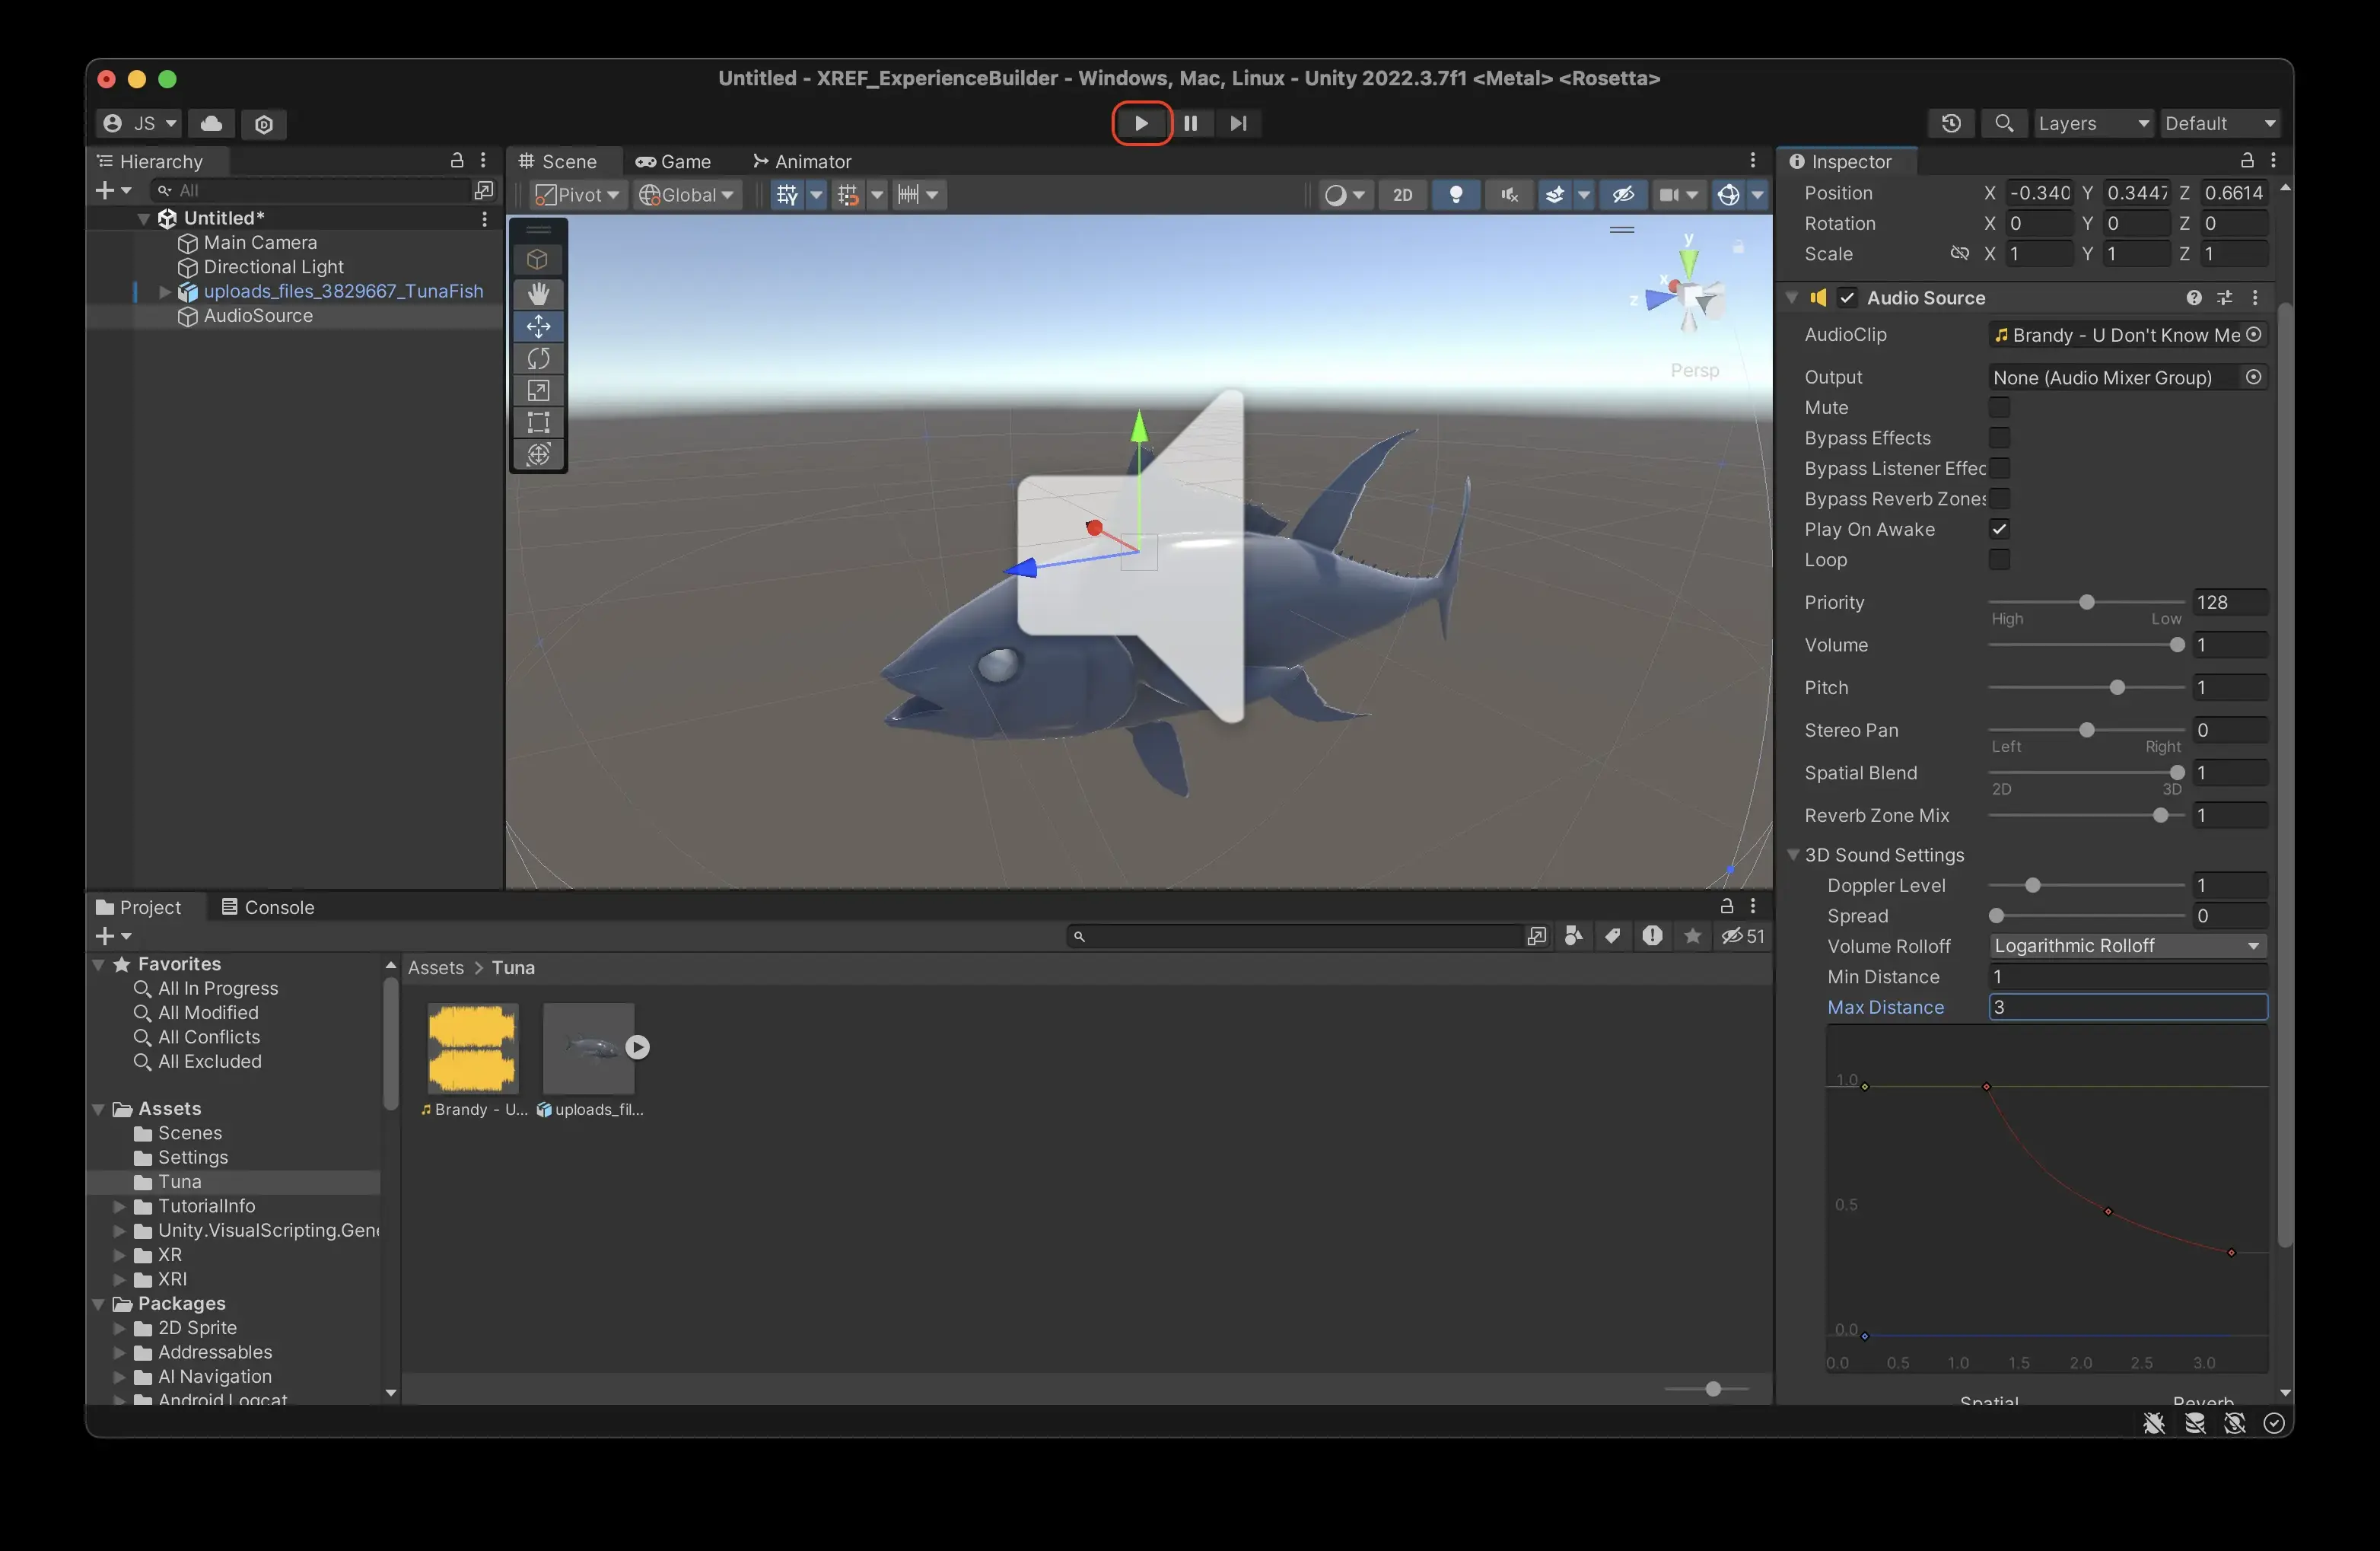 Untitled - XREF_ExperienceBuilder - Windows, Mac, Linux - Unity 2022.3.7f1 <Metal> <Rosetta>
JS
Layers
Default
Hierarchy
All
Untitled*
Main Camera
Directional Light
uploads_files_3829667_TunaFish
AudioSource
Scene
Game
Animator
Pivot
Global
2D
y
x
z
Persp
Inspector
Position X -0.340 Y 0.3447 Z 0.6614
Rotation X 0 Y 0 Z 0
Scale X 1 Y 1 Z 1
Audio Source
AudioClip Brandy - U Don't Know Me
Output None (Audio Mixer Group)
Mute
Bypass Effects
Bypass Listener Effec
Bypass Reverb Zones
Play On Awake
Loop
Priority 128
High Low
Volume 1
Pitch 1
Stereo Pan 0
Left Right
Spatial Blend 1
2D 3D
Reverb Zone Mix 1
3D Sound Settings
Doppler Level 1
Spread 0
Volume Rolloff Logarithmic Rolloff
Min Distance 1
Max Distance 3
1.0
0.5
0.0
0.0 0.5 1.0 1.5 2.0 2.5 3.0
Spatial Reverb
Project
Console
51
Favorites
All In Progress
All Modified
All Conflicts
All Excluded
Assets
Scenes
Settings
Tuna
TutorialInfo
Unity.VisualScripting.Gene
XR
XRI
Packages
2D Sprite
Addressables
AI Navigation
Android Logcat
Assets > Tuna
Brandy - U...
uploads_fil...